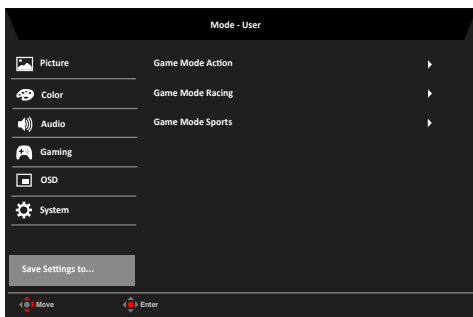 Mode - User
Picture
Color
Audio
Gaming
OSD
System
Save Settings to...
Game Mode Action
Game Mode Racing
Game Mode Sports
Move
Enter